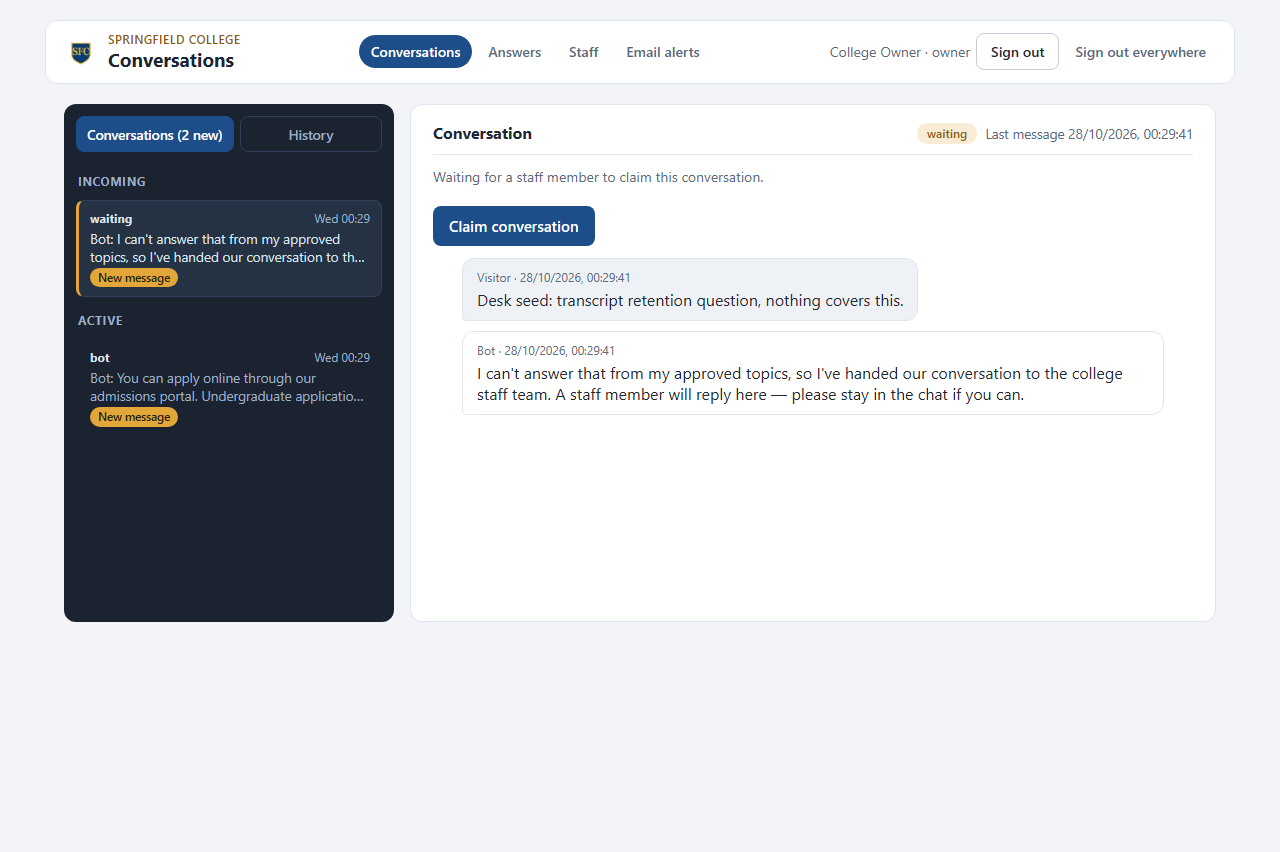 SFC
SPRINGFIELD COLLEGE
Conversations
Conversations
Answers
Staff
Email alerts
College Owner · owner
Sign out
Sign out everywhere
Conversations (2 new)
History
INCOMING
waiting
Wed 00:29
Bot: I can't answer that from my approved
topics, so I've handed our conversation to th...
New message
ACTIVE
bot
Wed 00:29
Bot: You can apply online through our
admissions portal. Undergraduate applicatio...
New message
Conversation
waiting
Last message 28/10/2026, 00:29:41
Waiting for a staff member to claim this conversation.
Claim conversation
Visitor · 28/10/2026, 00:29:41
Desk seed: transcript retention question, nothing covers this.
Bot · 28/10/2026, 00:29:41
I can't answer that from my approved topics, so I've handed our conversation to the college
staff team. A staff member will reply here — please stay in the chat if you can.